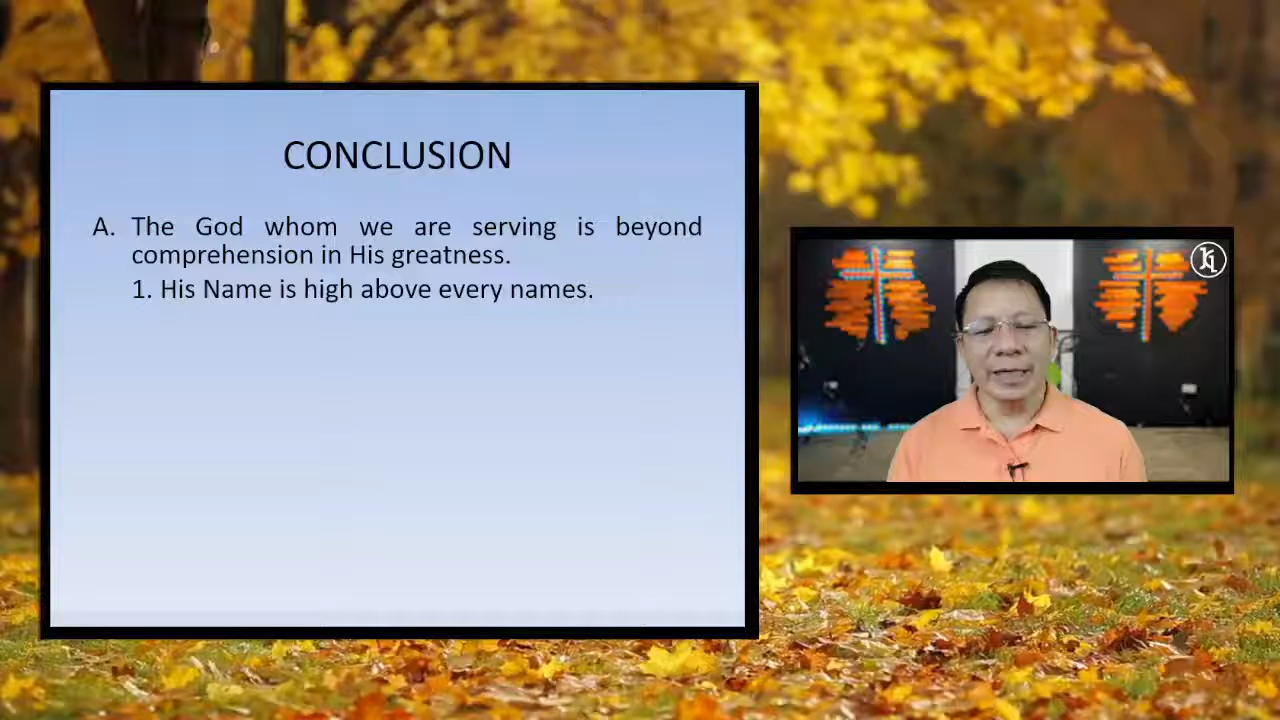 CONCLUSION
A. The God whom we are serving is beyond
comprehension in His greatness.
1. His Name is high above every names.